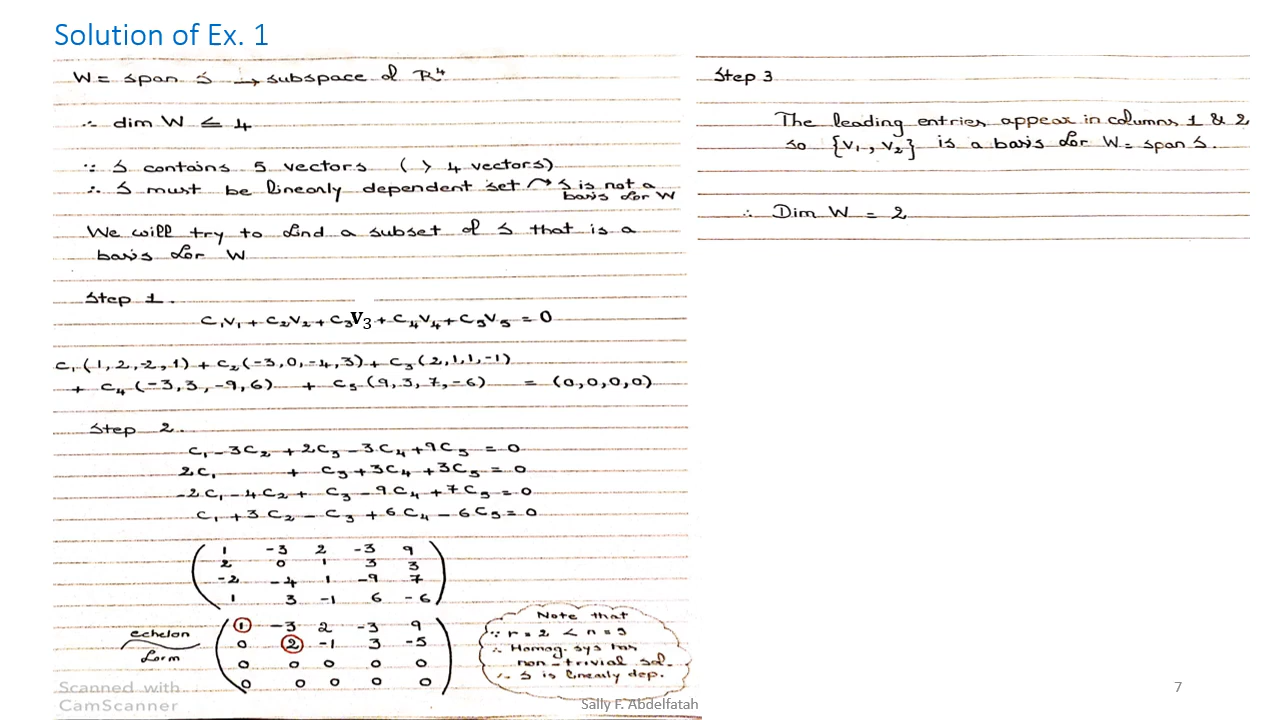 Solution of Ex. 1
W = span S → subspace of R⁴
∴ dim W ≤ 4
∵ S contains 5 vectors ( > 4 vectors)
∴ S must be linearly dependent set → S is not a
basis for W
We will try to find a subset of S that is a
basis for W
Step 1.
C₁V₁ + C₂V₂ + C₃V₃ + C₄V₄ + C₅V₅ = 0
C₁(1,2,-2,1) + C₂(-3,0,-4,3) + C₃(2,1,1,-1)
+ C₄(-3,3,-9,6) + C₅(9,3,7,-6) = (0,0,0,0)
Step 2.
C₁ - 3C₂ + 2C₃ - 3C₄ + 9C₅ = 0
2C₁ + C₃ + 3C₄ + 3C₅ = 0
-2C₁ - 4C₂ + C₃ - 9C₄ + 7C₅ = 0
C₁ + 3C₂ - C₃ + 6C₄ - 6C₅ = 0
1 -3 2 -3 9
2 0 1 3 3
-2 -4 1 -9 7
1 3 -1 6 -6
echelon
form
1 -3 2 -3 9
0 2 -1 3 -5
0 0 0 0 0
0 0 0 0 0
Note that
∵ r = 2 < n = 5
∴ Homog. sys has
non-trivial sol.
∴ S is linearly dep.
Step 3
The leading entries appear in columns 1 & 2
so {V₁, V₂} is a basis for W = span S.
∴ Dim W = 2
Scanned with
CamScanner
Sally F. Abdelfatah
7